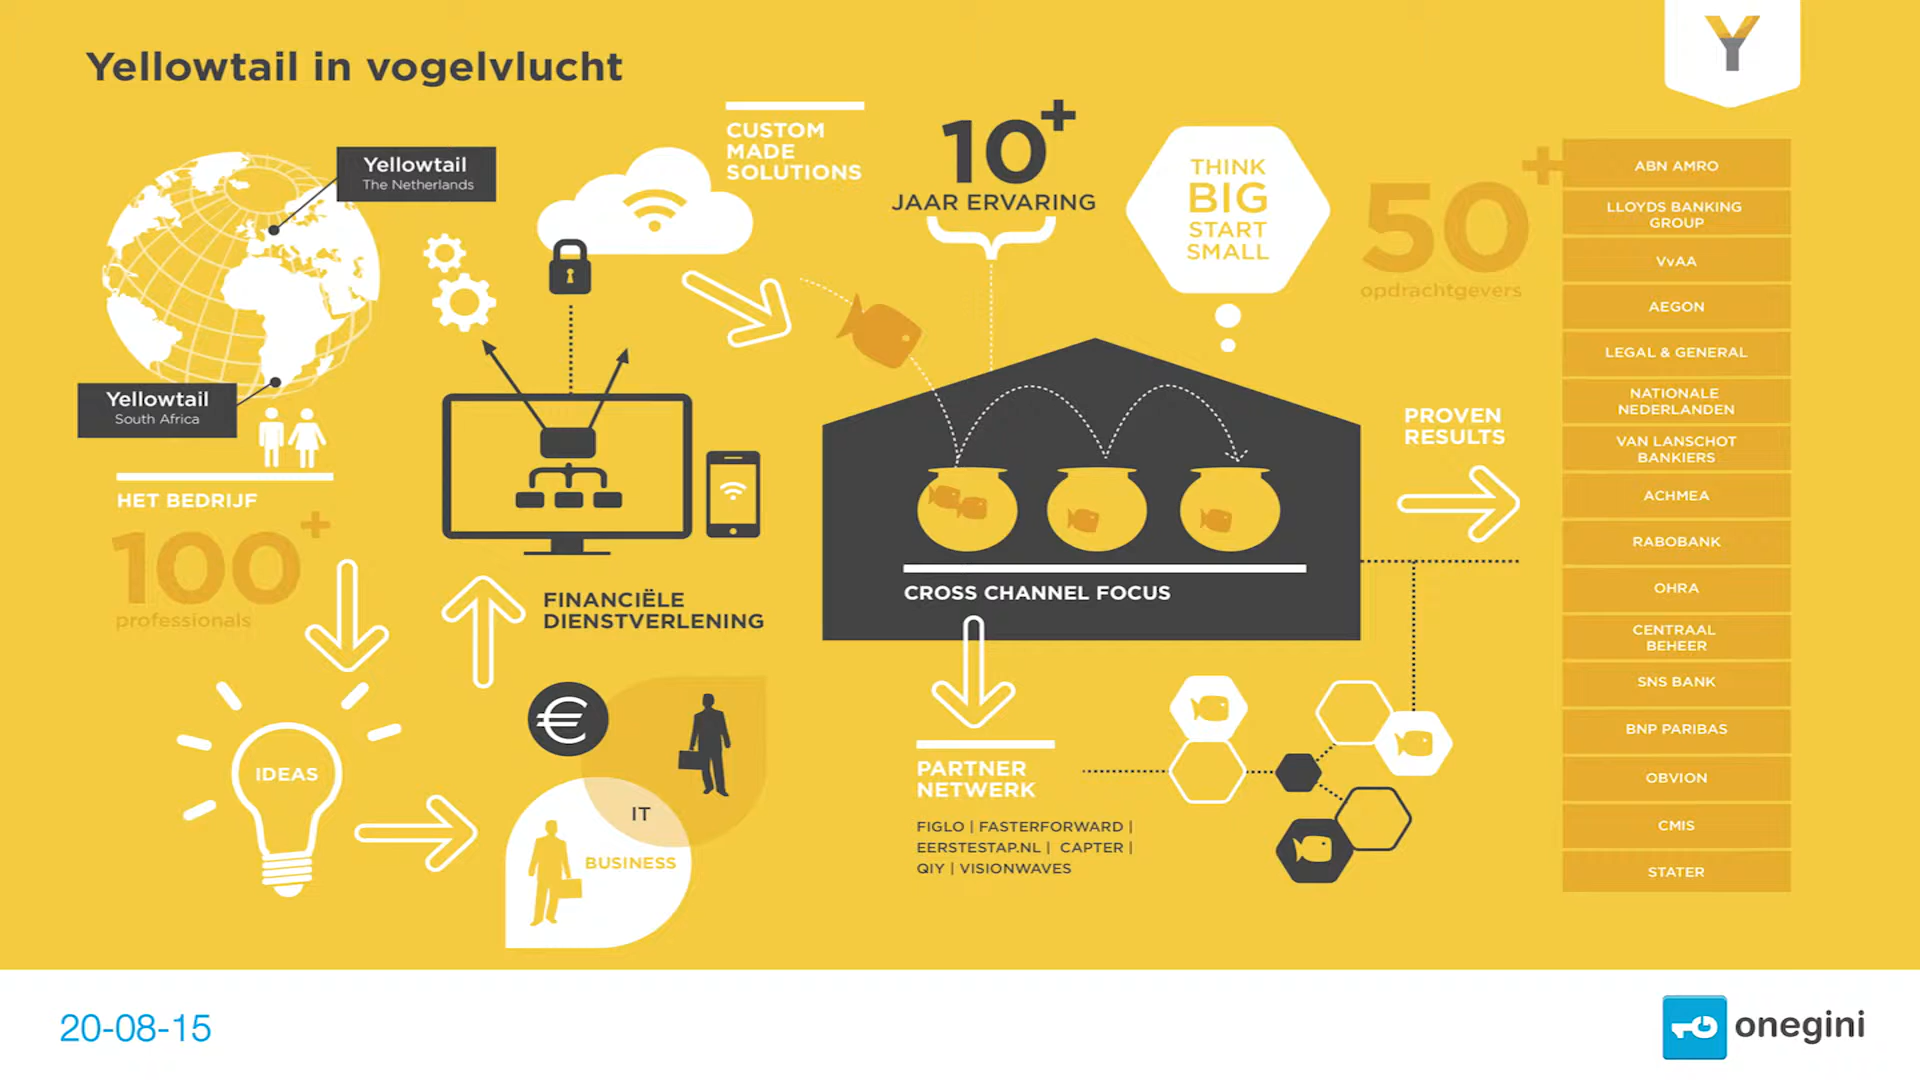 Yellowtail in vogelvlucht
Y
Yellowtail
The Netherlands
Yellowtail
South Africa
HET BEDRIJF
100+
professionals
IDEAS
CUSTOM
MADE
SOLUTIONS
FINANCIËLE
DIENSTVERLENING
€
IT
BUSINESS
10+
JAAR ERVARING
THINK
BIG
START
SMALL
CROSS CHANNEL FOCUS
PARTNER
NETWERK
FIGLO | FASTERFORWARD |
EERSTESTAP.NL | CAPTER |
QIY | VISIONWAVES
50+
opdrachtgevers
PROVEN
RESULTS
ABN AMRO
LLOYDS BANKING
GROUP
VvAA
AEGON
LEGAL & GENERAL
NATIONALE
NEDERLANDEN
VAN LANSCHOT
BANKIERS
ACHMEA
RABOBANK
OHRA
CENTRAAL
BEHEER
SNS BANK
BNP PARIBAS
OBVION
CMIS
STATER
20-08-15
onegini